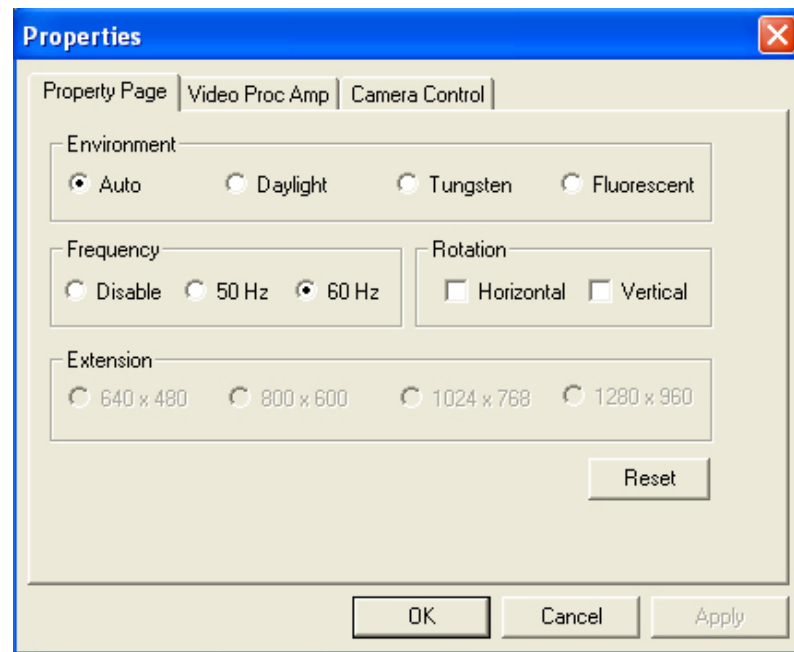 Properties
Property Page Video Proc Amp Camera Control
Environment
Auto Daylight Tungsten Fluorescent
Frequency
Disable 50 Hz 60 Hz
Rotation
Horizontal Vertical
Extension
640 x 480 800 x 600 1024 x 768 1280 x 960
Reset
OK Cancel Apply